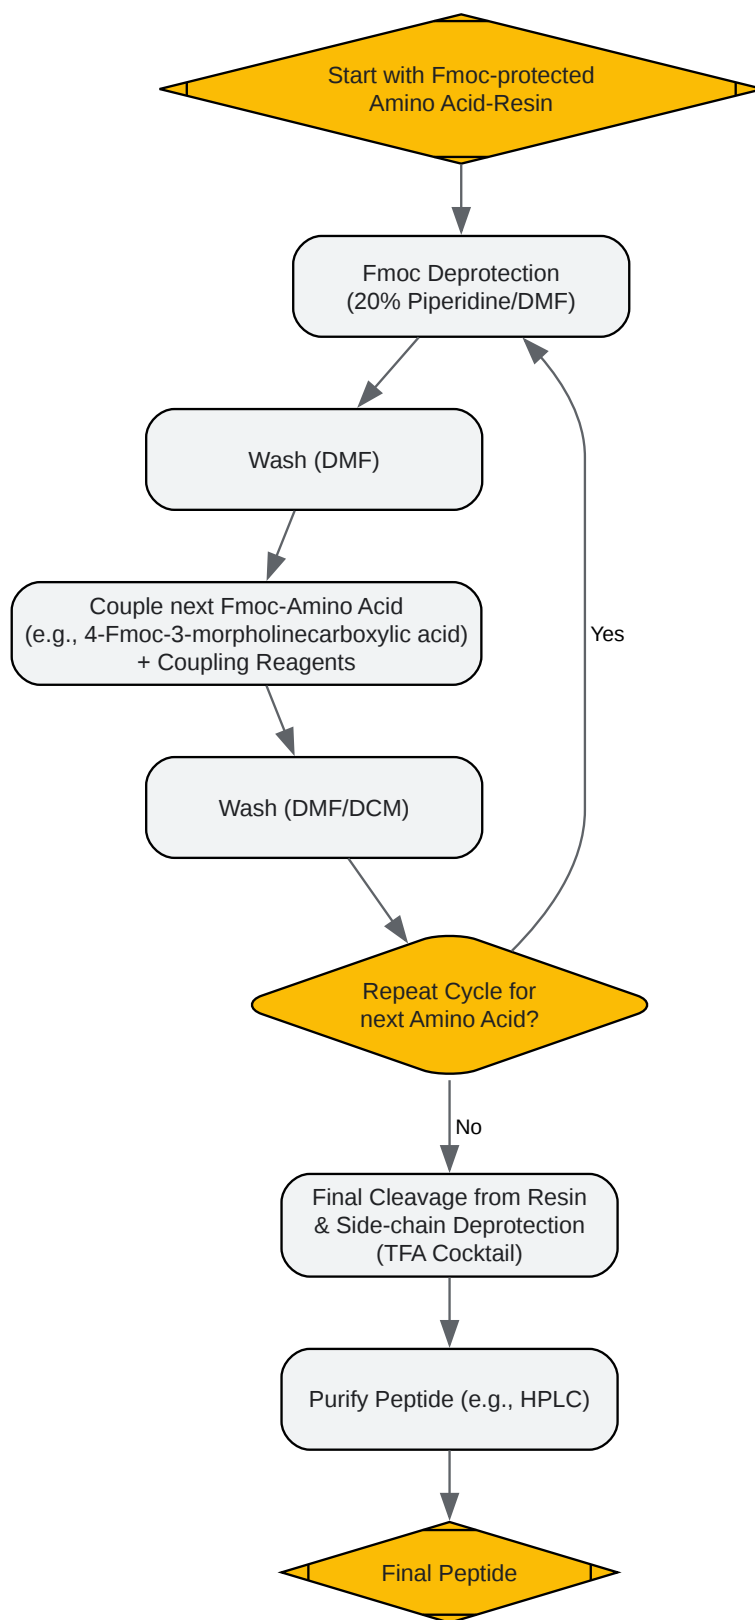 Start with Fmoc-protected
Amino Acid-Resin
Fmoc Deprotection
(20% Piperidine/DMF)
Wash (DMF)
Couple next Fmoc-Amino Acid
(e.g., 4-Fmoc-3-morpholinecarboxylic acid)
+ Coupling Reagents
Yes
Wash (DMF/DCM)
Repeat Cycle for
next Amino Acid?
No
Final Cleavage from Resin
& Side-chain Deprotection
(TFA Cocktail)
Purify Peptide (e.g., HPLC)
Final Peptide